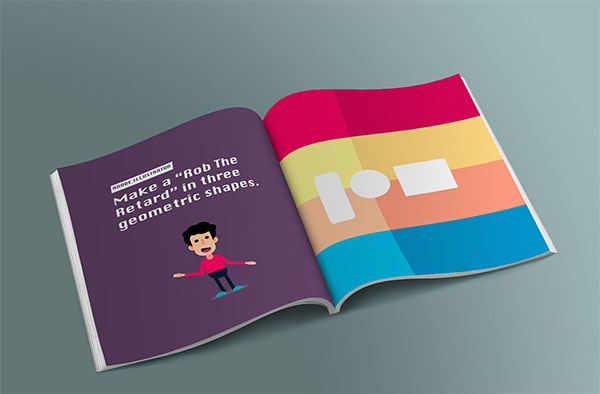 ADOBE ILLUSTRATOR
Make a "Rob The
Retard" in three
geometric shapes.